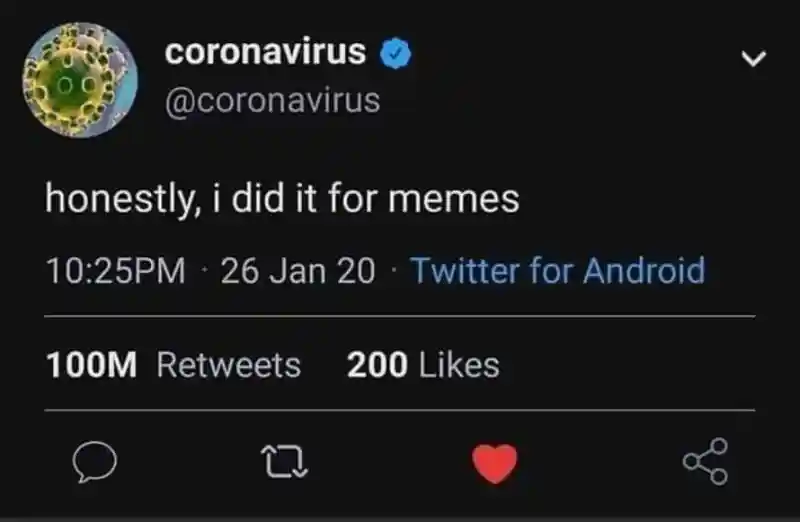 coronavirus
@coronavirus
honestly, i did it for memes
10:25PM · 26 Jan 20 · Twitter for Android
100M Retweets 200 Likes